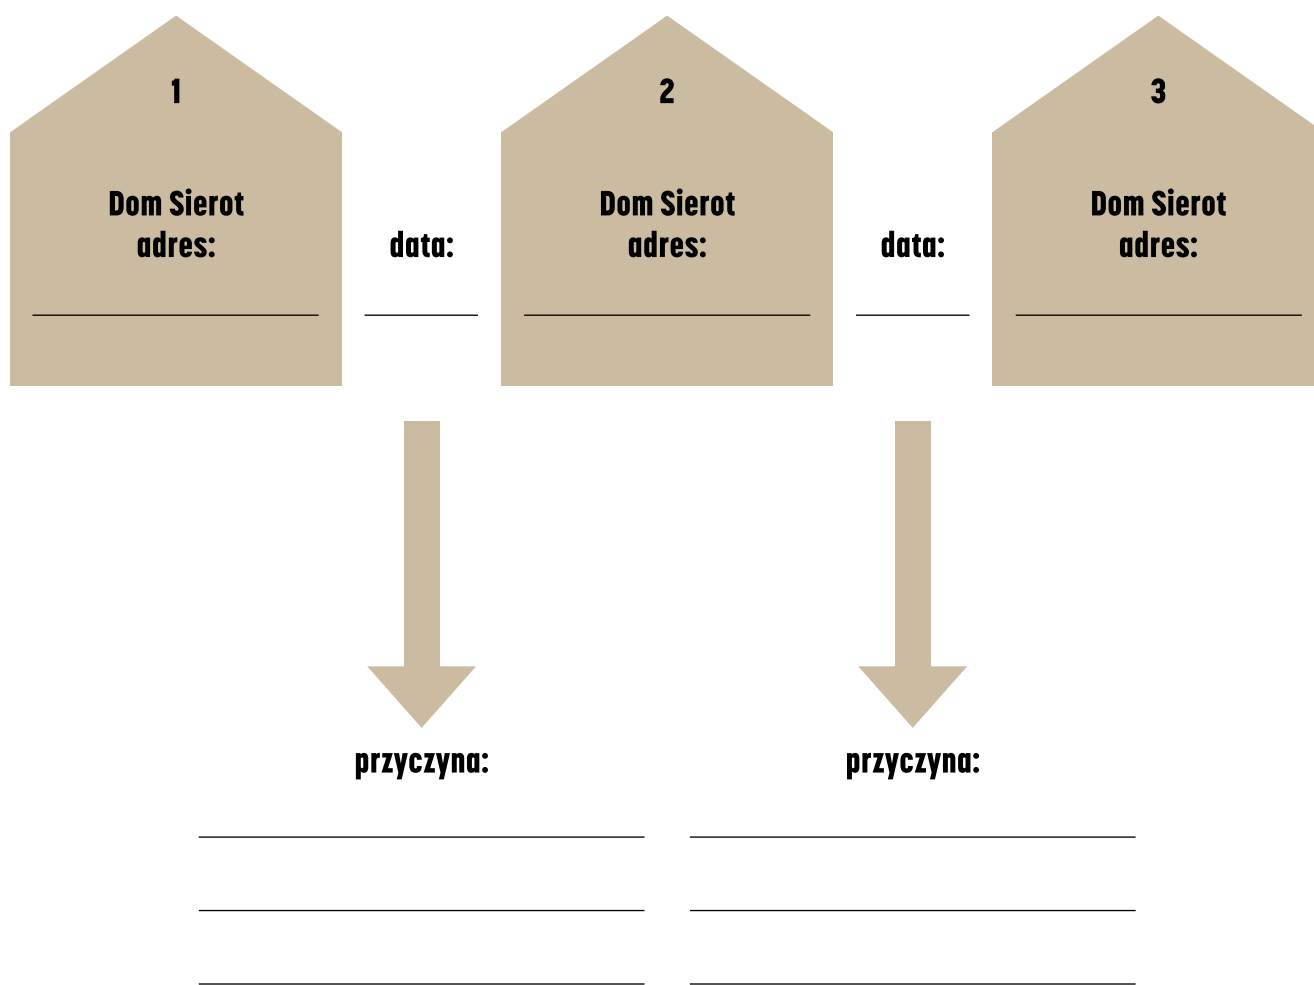 1
Dom Sierot
adres:
data:
2
Dom Sierot
adres:
data:
3
Dom Sierot
adres:
przyczyna:
przyczyna: